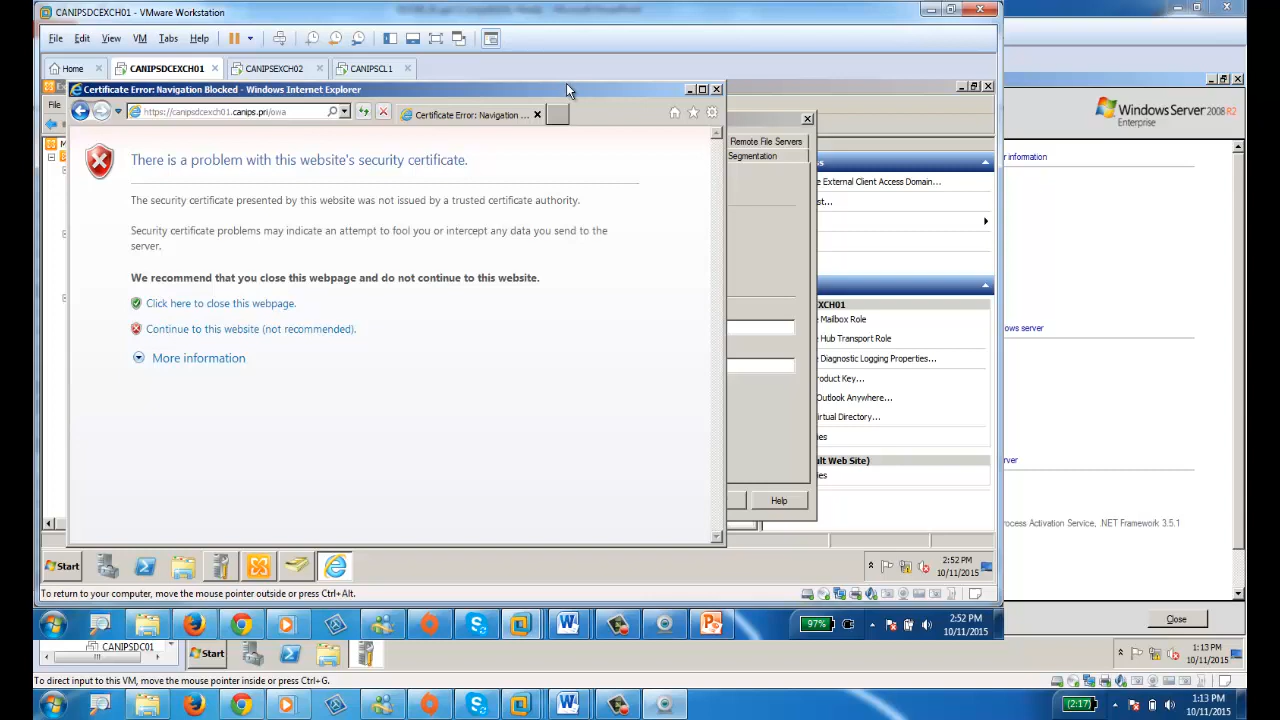 CANIPSDCEXCH01 - VMware Workstation
File Edit View VM Tabs Help
Home CANIPSDCEXCH01 CANIPSEXCH02 CANIPSCL1
Certificate Error: Navigation Blocked - Windows Internet Explorer
File
https://canipsdcexch01.canips.pri/owa
Certificate Error: Navigation ...
There is a problem with this website's security certificate.
The security certificate presented by this website was not issued by a trusted certificate authority.
Security certificate problems may indicate an attempt to fool you or intercept any data you send to the
server.
We recommend that you close this webpage and do not continue to this website.
Click here to close this webpage.
Continue to this website (not recommended).
More information
Remote File Servers
Segmentation
Help
External Client Access Domain...
EXCH01
Mailbox Role
Hub Transport Role
Diagnostic Logging Properties...
roduct Key...
Outlook Anywhere...
irtual Directory...
ult Web Site)
Windows Server 2008 R2
Enterprise
r information
ows server
rver
ocess Activation Service, .NET Framework 3.5.1
Close
Start
2:52 PM
10/11/2015
To return to your computer, move the mouse pointer outside or press Ctrl+Alt.
97%
2:52 PM
10/11/2015
CANIPSDC01
Start
1:13 PM
10/11/2015
To direct input to this VM, move the mouse pointer inside or press Ctrl+G.
(2:17)
1:13 PM
10/11/2015